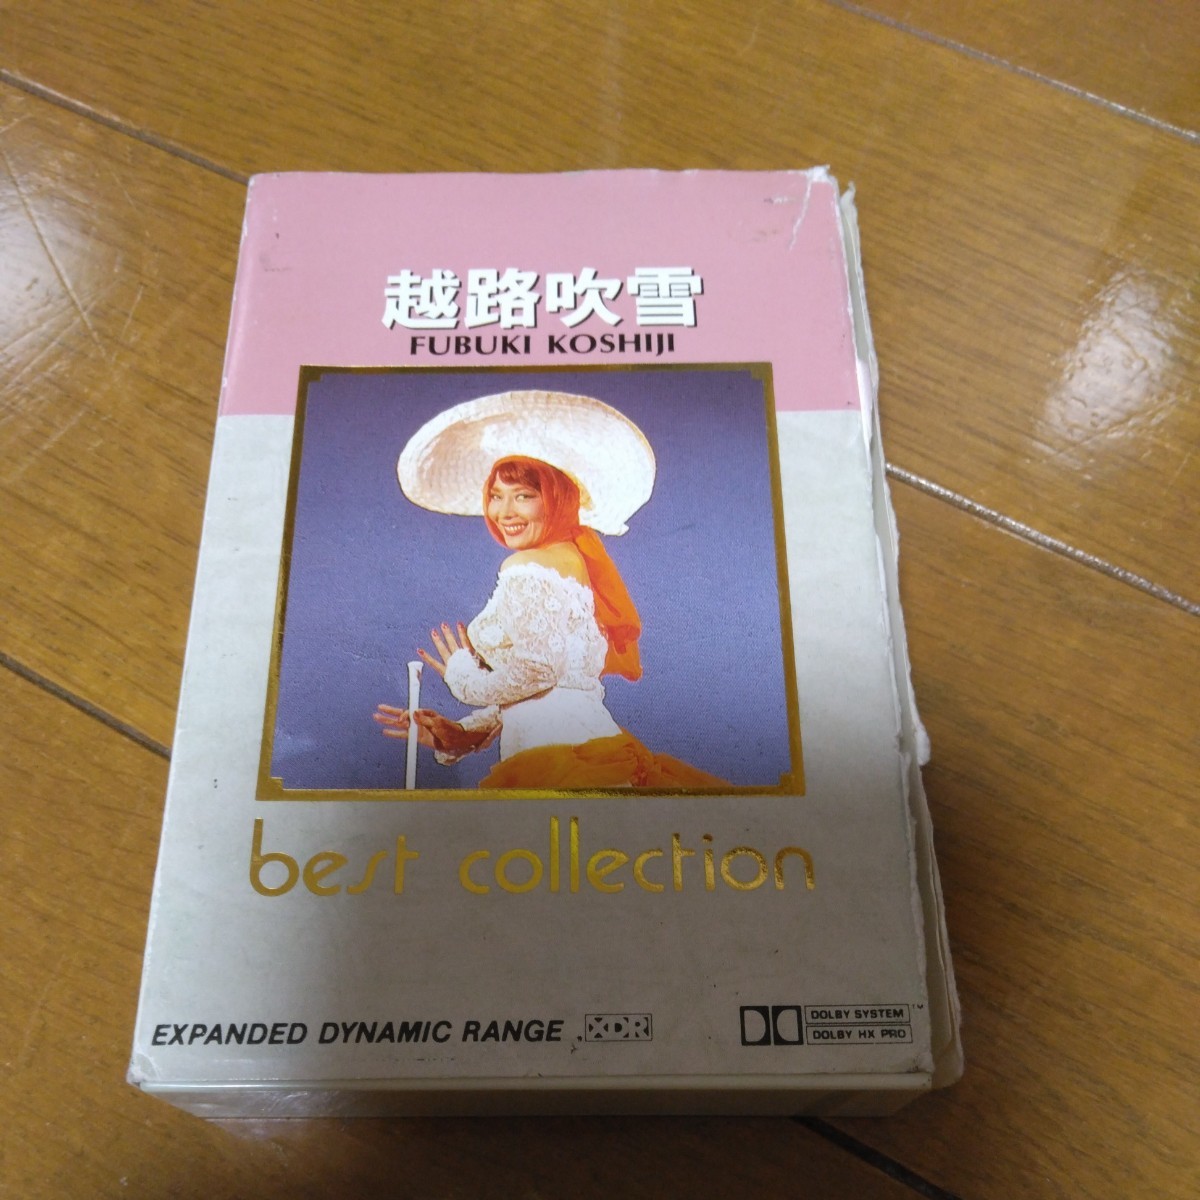 越路吹雪
FUBUKI KOSHIJI
best collection
EXPANDED DYNAMIC RANGE XDR
DOLBY SYSTEM
DOLBY HX PRO